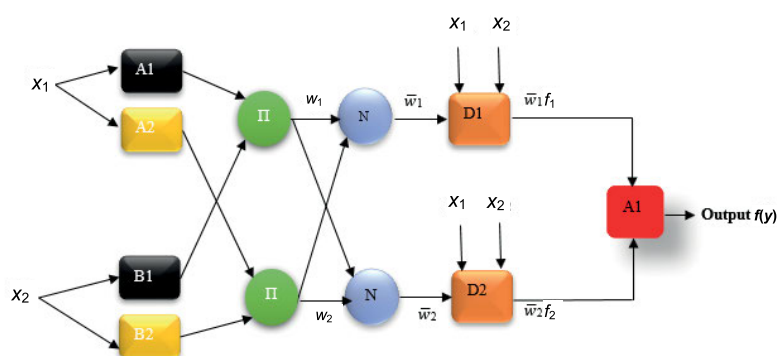 x₁
A1
A2
x₂
B1
B2
Π
Π
w₁
w₂
N
N
w̅₁
w̅₂
x₁ x₂
D1
x₁ x₂
D2
w̅₁f₁
w̅₂f₂
A1
Output f(y)